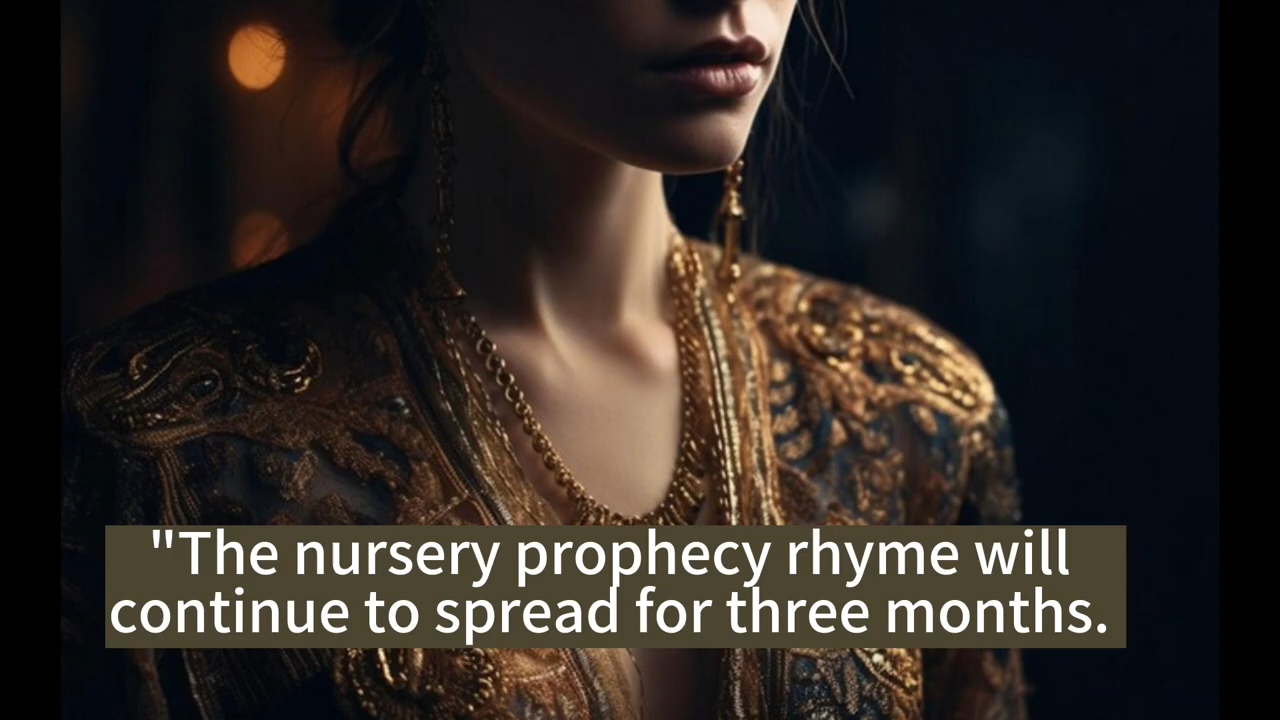 "The nursery prophecy rhyme will
continue to spread for three months.